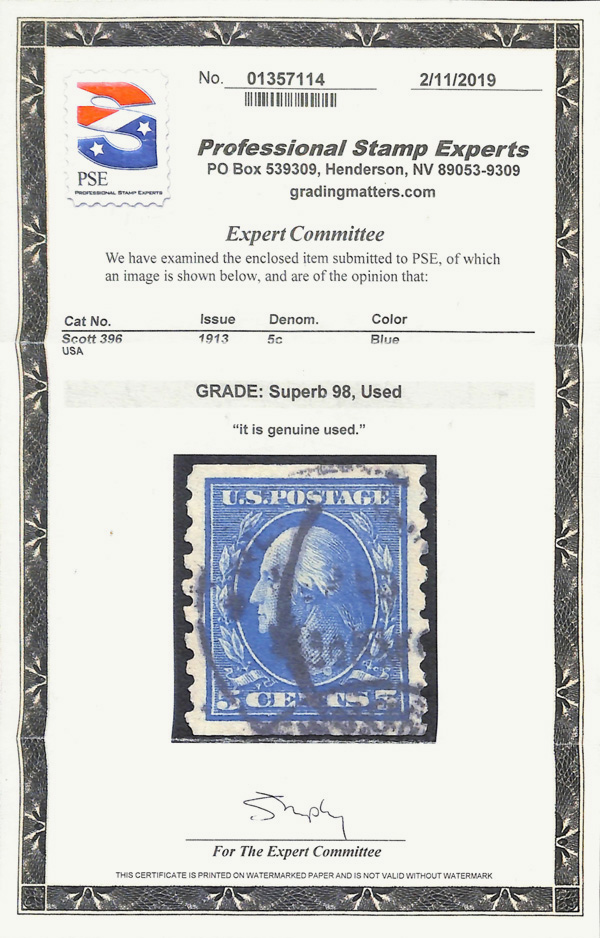 No. 01357114 2/11/2019
PSE
PROFESSIONAL STAMP EXPERTS
Professional Stamp Experts
PO Box 539309, Henderson, NV 89053-9309
gradingmatters.com
Expert Committee
We have examined the enclosed item submitted to PSE, of which
an image is shown below, and are of the opinion that:
Cat No. Issue Denom. Color
Scott 396 1913 5c Blue
USA
GRADE: Superb 98, Used
“it is genuine used.”
U.S. POSTAGE
5 CENTS 5
For The Expert Committee
THIS CERTIFICATE IS PRINTED ON WATERMARKED PAPER AND IS NOT VALID WITHOUT WATERMARK